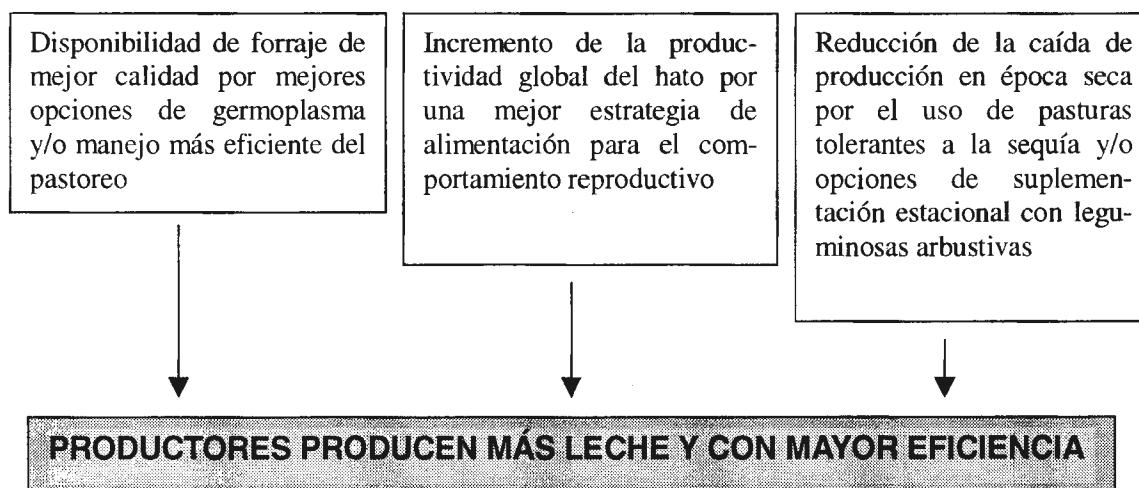 Disponibilidad de forraje de
mejor calidad por mejores
opciones de germoplasma
y/o manejo más eficiente del
pastoreo
Incremento de la produc-
tividad global del hato por
una mejor estrategia de
alimentación para el com-
portamiento reproductivo
Reducción de la caída de
producción en época seca
por el uso de pasturas
tolerantes a la sequía y/o
opciones de suplemen-
tación estacional con legu-
minosas arbustivas
PRODUCTORES PRODUCEN MÁS LECHE Y CON MAYOR EFICIENCIA